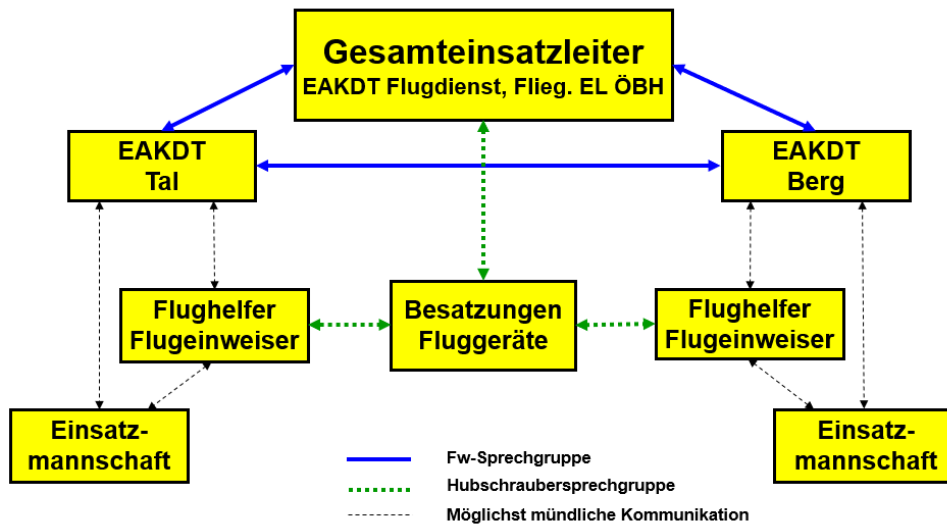 Gesamteinsatzleiter
EAKDT Flugdienst, Flieg. EL ÖBH
EAKDT
Tal
EAKDT
Berg
Flughelfer
Flugeinweiser
Besatzungen
Fluggeräte
Flughelfer
Flugeinweiser
Einsatz-
mannschaft
Einsatz-
mannschaft
Fw-Sprechgruppe
Hubschraubersprechgruppe
Möglichst mündliche Kommunikation